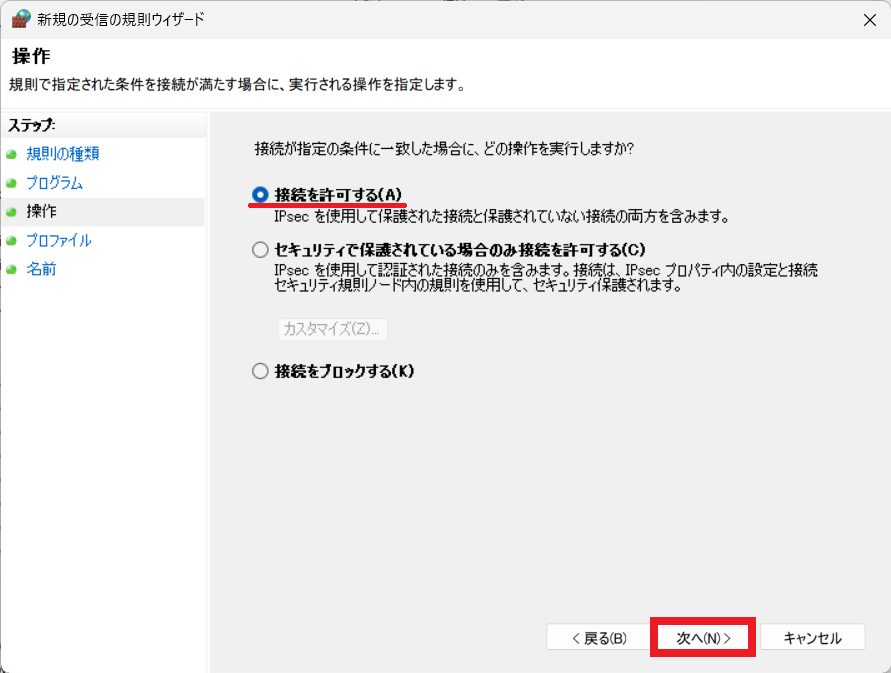 新規の受信の規則ウィザード
操作
規則で指定された条件を接続が満たす場合に、実行される操作を指定します。
ステップ:
規則の種類
プログラム
操作
プロファイル
名前
接続が指定の条件に一致した場合に、どの操作を実行しますか?
接続を許可する(A)
IPsec を使用して保護された接続と保護されていない接続の両方を含みます。
セキュリティで保護されている場合のみ接続を許可する(C)
IPsec を使用して認証された接続のみを含みます。接続は、IPsec プロパティ内の設定と接続
セキュリティ規則ノード内の規則を使用して、セキュリティ保護されます。
カスタマイズ(Z)...
接続をブロックする(K)
< 戻る(B)
次へ(N) >
キャンセル